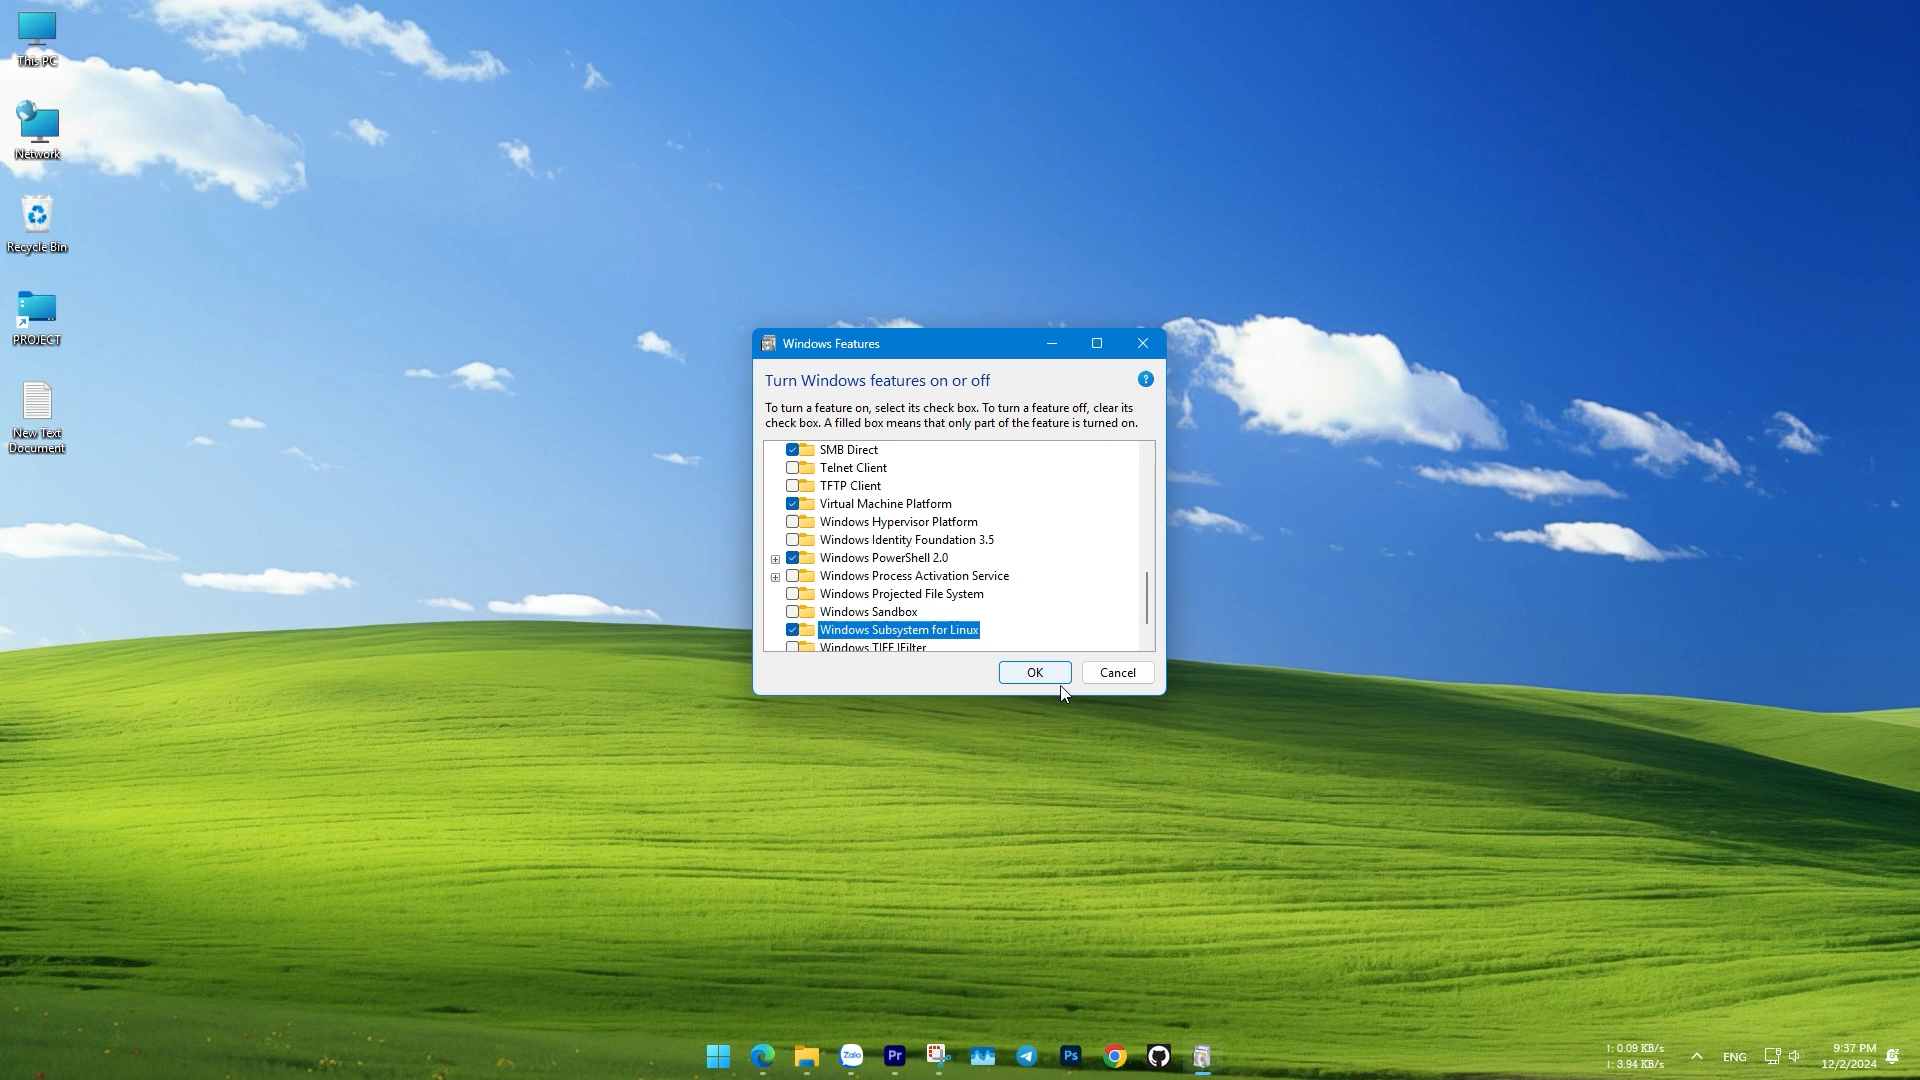 This PC
Network
Recycle Bin
PROJECT
New Text
Document
Windows Features
Turn Windows features on or off
?
To turn a feature on, select its check box. To turn a feature off, clear its
check box. A filled box means that only part of the feature is turned on.
SMB Direct
Telnet Client
TFTP Client
Virtual Machine Platform
Windows Hypervisor Platform
Windows Identity Foundation 3.5
Windows PowerShell 2.0
Windows Process Activation Service
Windows Projected File System
Windows Sandbox
Windows Subsystem for Linux
Windows TIFF IFilter
OK
Cancel
Zalo
Pr
Ps
↑: 0.09 KB/s
↓: 3.94 KB/s
ENG
9:37 PM
12/2/2024